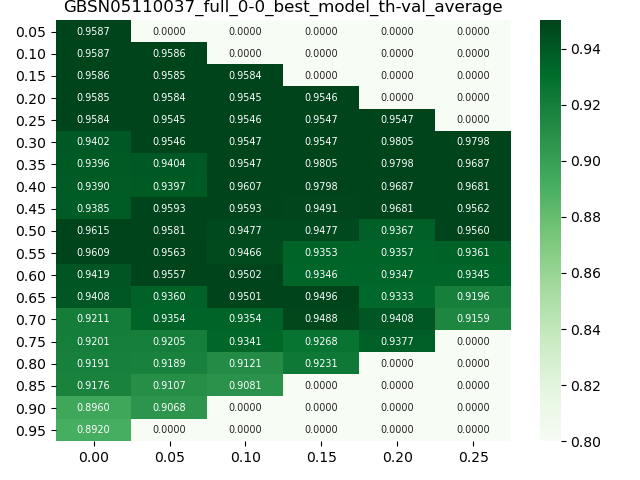 GBSN05110037_full_0-0_best_model_th-val_average
0.05 0.9587 0.0000 0.0000 0.0000 0.0000 0.0000
0.10 0.9587 0.9586 0.0000 0.0000 0.0000 0.0000
0.15 0.9586 0.9585 0.9584 0.0000 0.0000 0.0000
0.20 0.9585 0.9584 0.9545 0.9546 0.0000 0.0000
0.25 0.9584 0.9545 0.9546 0.9547 0.9547 0.0000
0.30 0.9402 0.9546 0.9547 0.9547 0.9805 0.9798
0.35 0.9396 0.9404 0.9547 0.9805 0.9798 0.9687
0.40 0.9390 0.9397 0.9607 0.9798 0.9687 0.9681
0.45 0.9385 0.9593 0.9593 0.9491 0.9681 0.9562
0.50 0.9615 0.9581 0.9477 0.9477 0.9367 0.9560
0.55 0.9609 0.9563 0.9466 0.9353 0.9357 0.9361
0.60 0.9419 0.9557 0.9502 0.9346 0.9347 0.9345
0.65 0.9408 0.9360 0.9501 0.9496 0.9333 0.9196
0.70 0.9211 0.9354 0.9354 0.9488 0.9408 0.9159
0.75 0.9201 0.9205 0.9341 0.9268 0.9377 0.0000
0.80 0.9191 0.9189 0.9121 0.9231 0.0000 0.0000
0.85 0.9176 0.9107 0.9081 0.0000 0.0000 0.0000
0.90 0.8960 0.9068 0.0000 0.0000 0.0000 0.0000
0.95 0.8920 0.0000 0.0000 0.0000 0.0000 0.0000
0.00 0.05 0.10 0.15 0.20 0.25
0.94
0.92
0.90
0.88
0.86
0.84
0.82
0.80